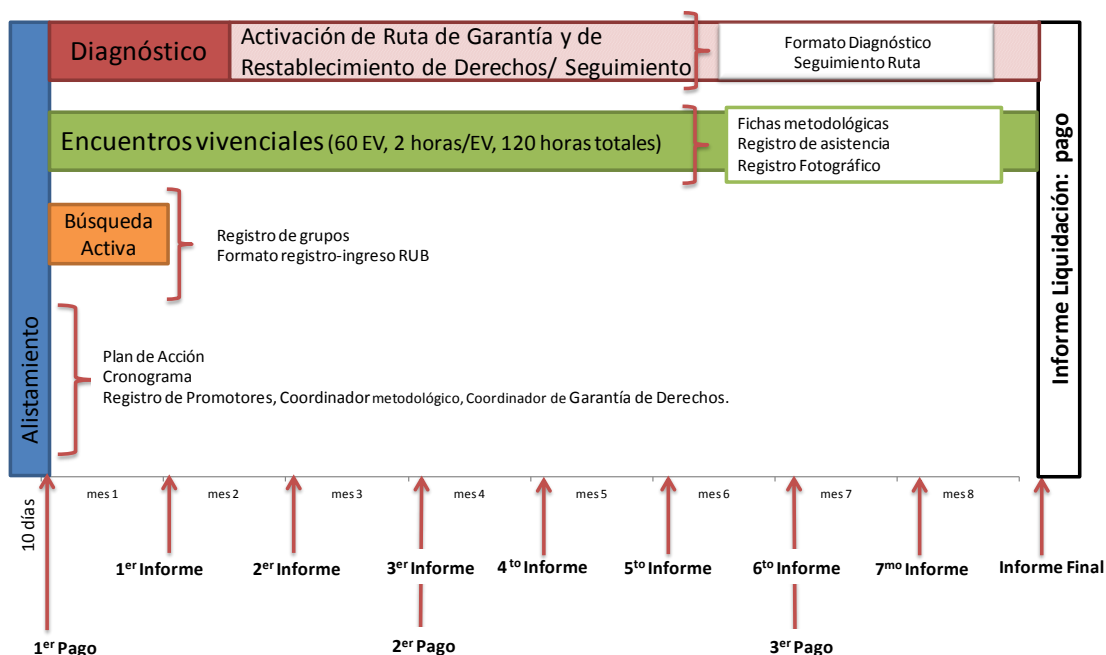 Diagnóstico
Activación de Ruta de Garantía y de
Restablecimiento de Derechos/ Seguimiento
Formato Diagnóstico
Seguimiento Ruta
Encuentros vivenciales (60 EV, 2 horas/EV, 120 horas totales)
Fichas metodológicas
Registro de asistencia
Registro Fotográfico
Búsqueda
Activa
Registro de grupos
Formato registro-ingreso RUB
Alistamiento
Plan de Acción
Cronograma
Registro de Promotores, Coordinador metodológico, Coordinador de Garantía de Derechos.
Informe Liquidación: pago
10 días
mes 1
mes 2
mes 3
mes 4
mes 5
mes 6
mes 7
mes 8
1er Informe
2er Informe
3er Informe
4to Informe
5to Informe
6to Informe
7mo Informe
Informe Final
1er Pago
2er Pago
3er Pago